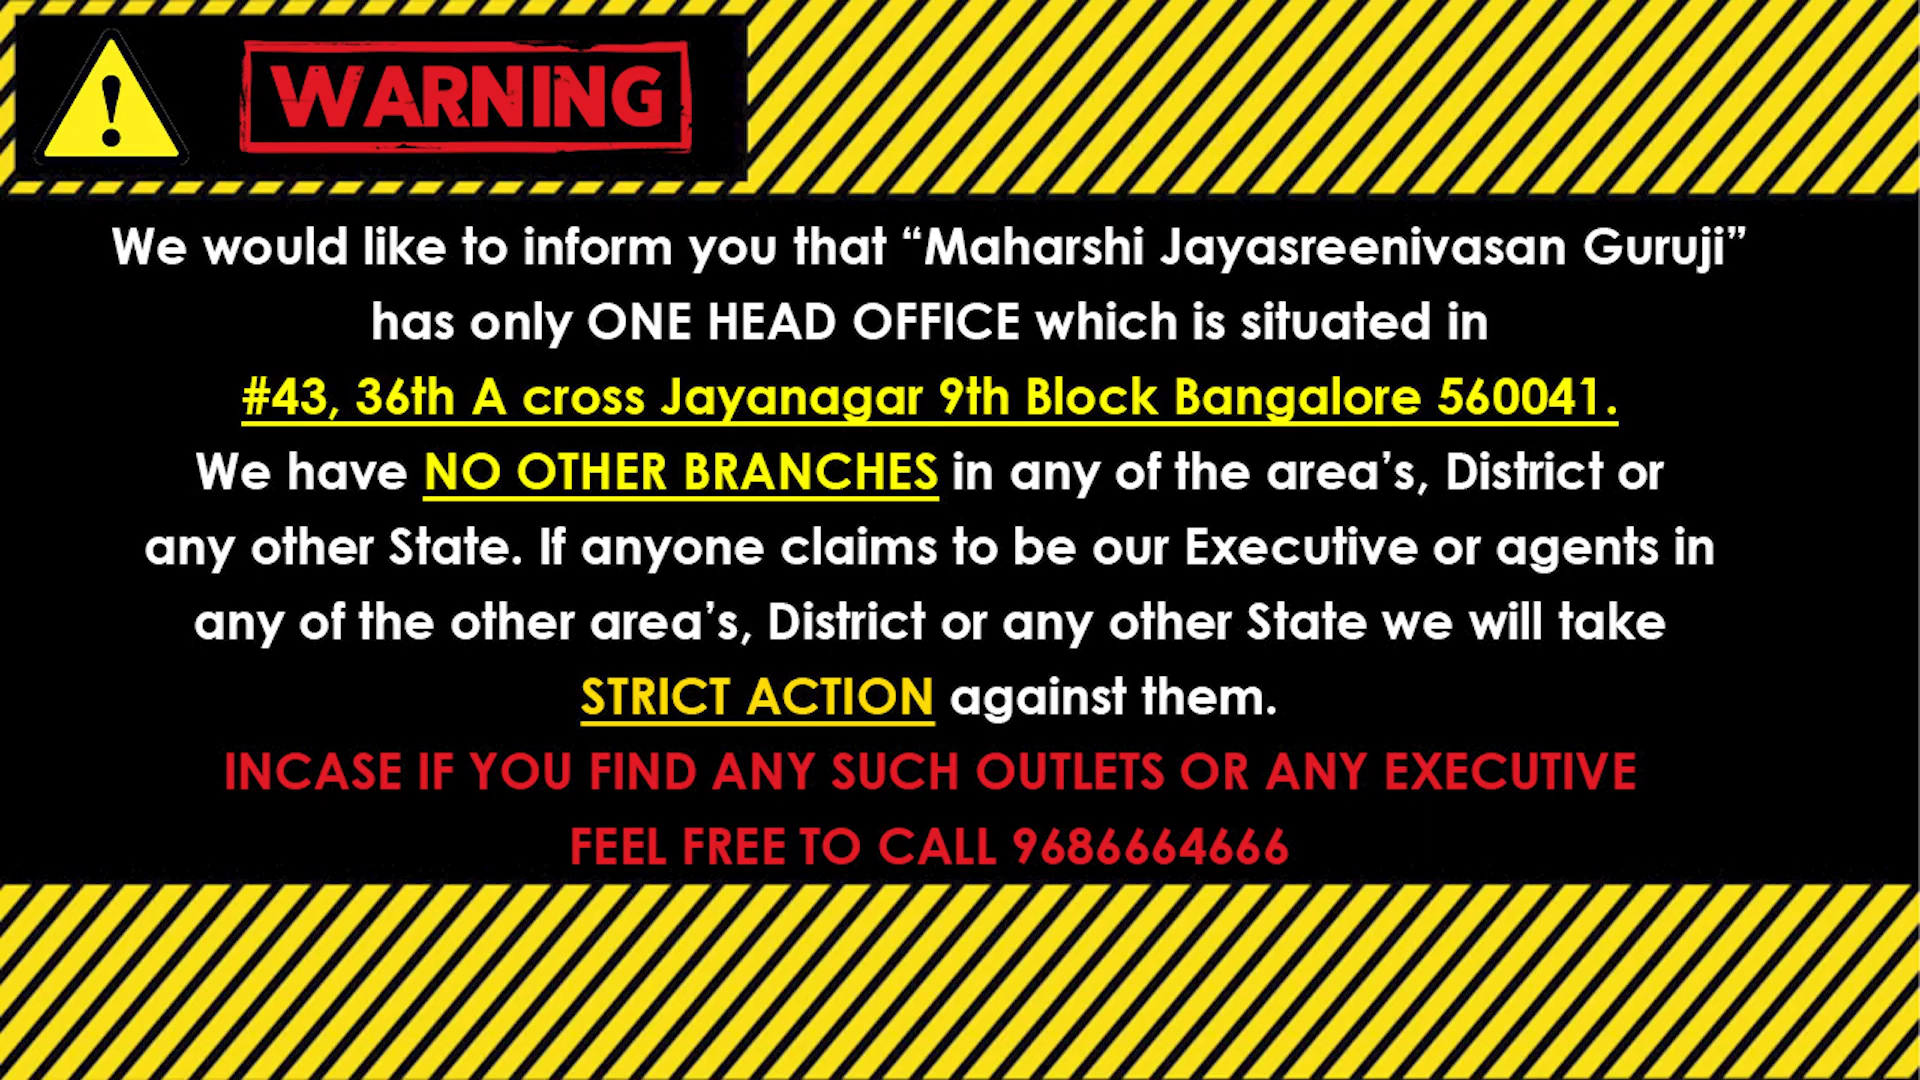 WARNING
We would like to inform you that “Maharshi Jayasreenivasan Guruji”
has only ONE HEAD OFFICE which is situated in
#43, 36th A cross Jayanagar 9th Block Bangalore 560041.
We have NO OTHER BRANCHES in any of the area’s, District or
any other State. If anyone claims to be our Executive or agents in
any of the other area’s, District or any other State we will take
STRICT ACTION against them.
INCASE IF YOU FIND ANY SUCH OUTLETS OR ANY EXECUTIVE
FEEL FREE TO CALL 9686664666